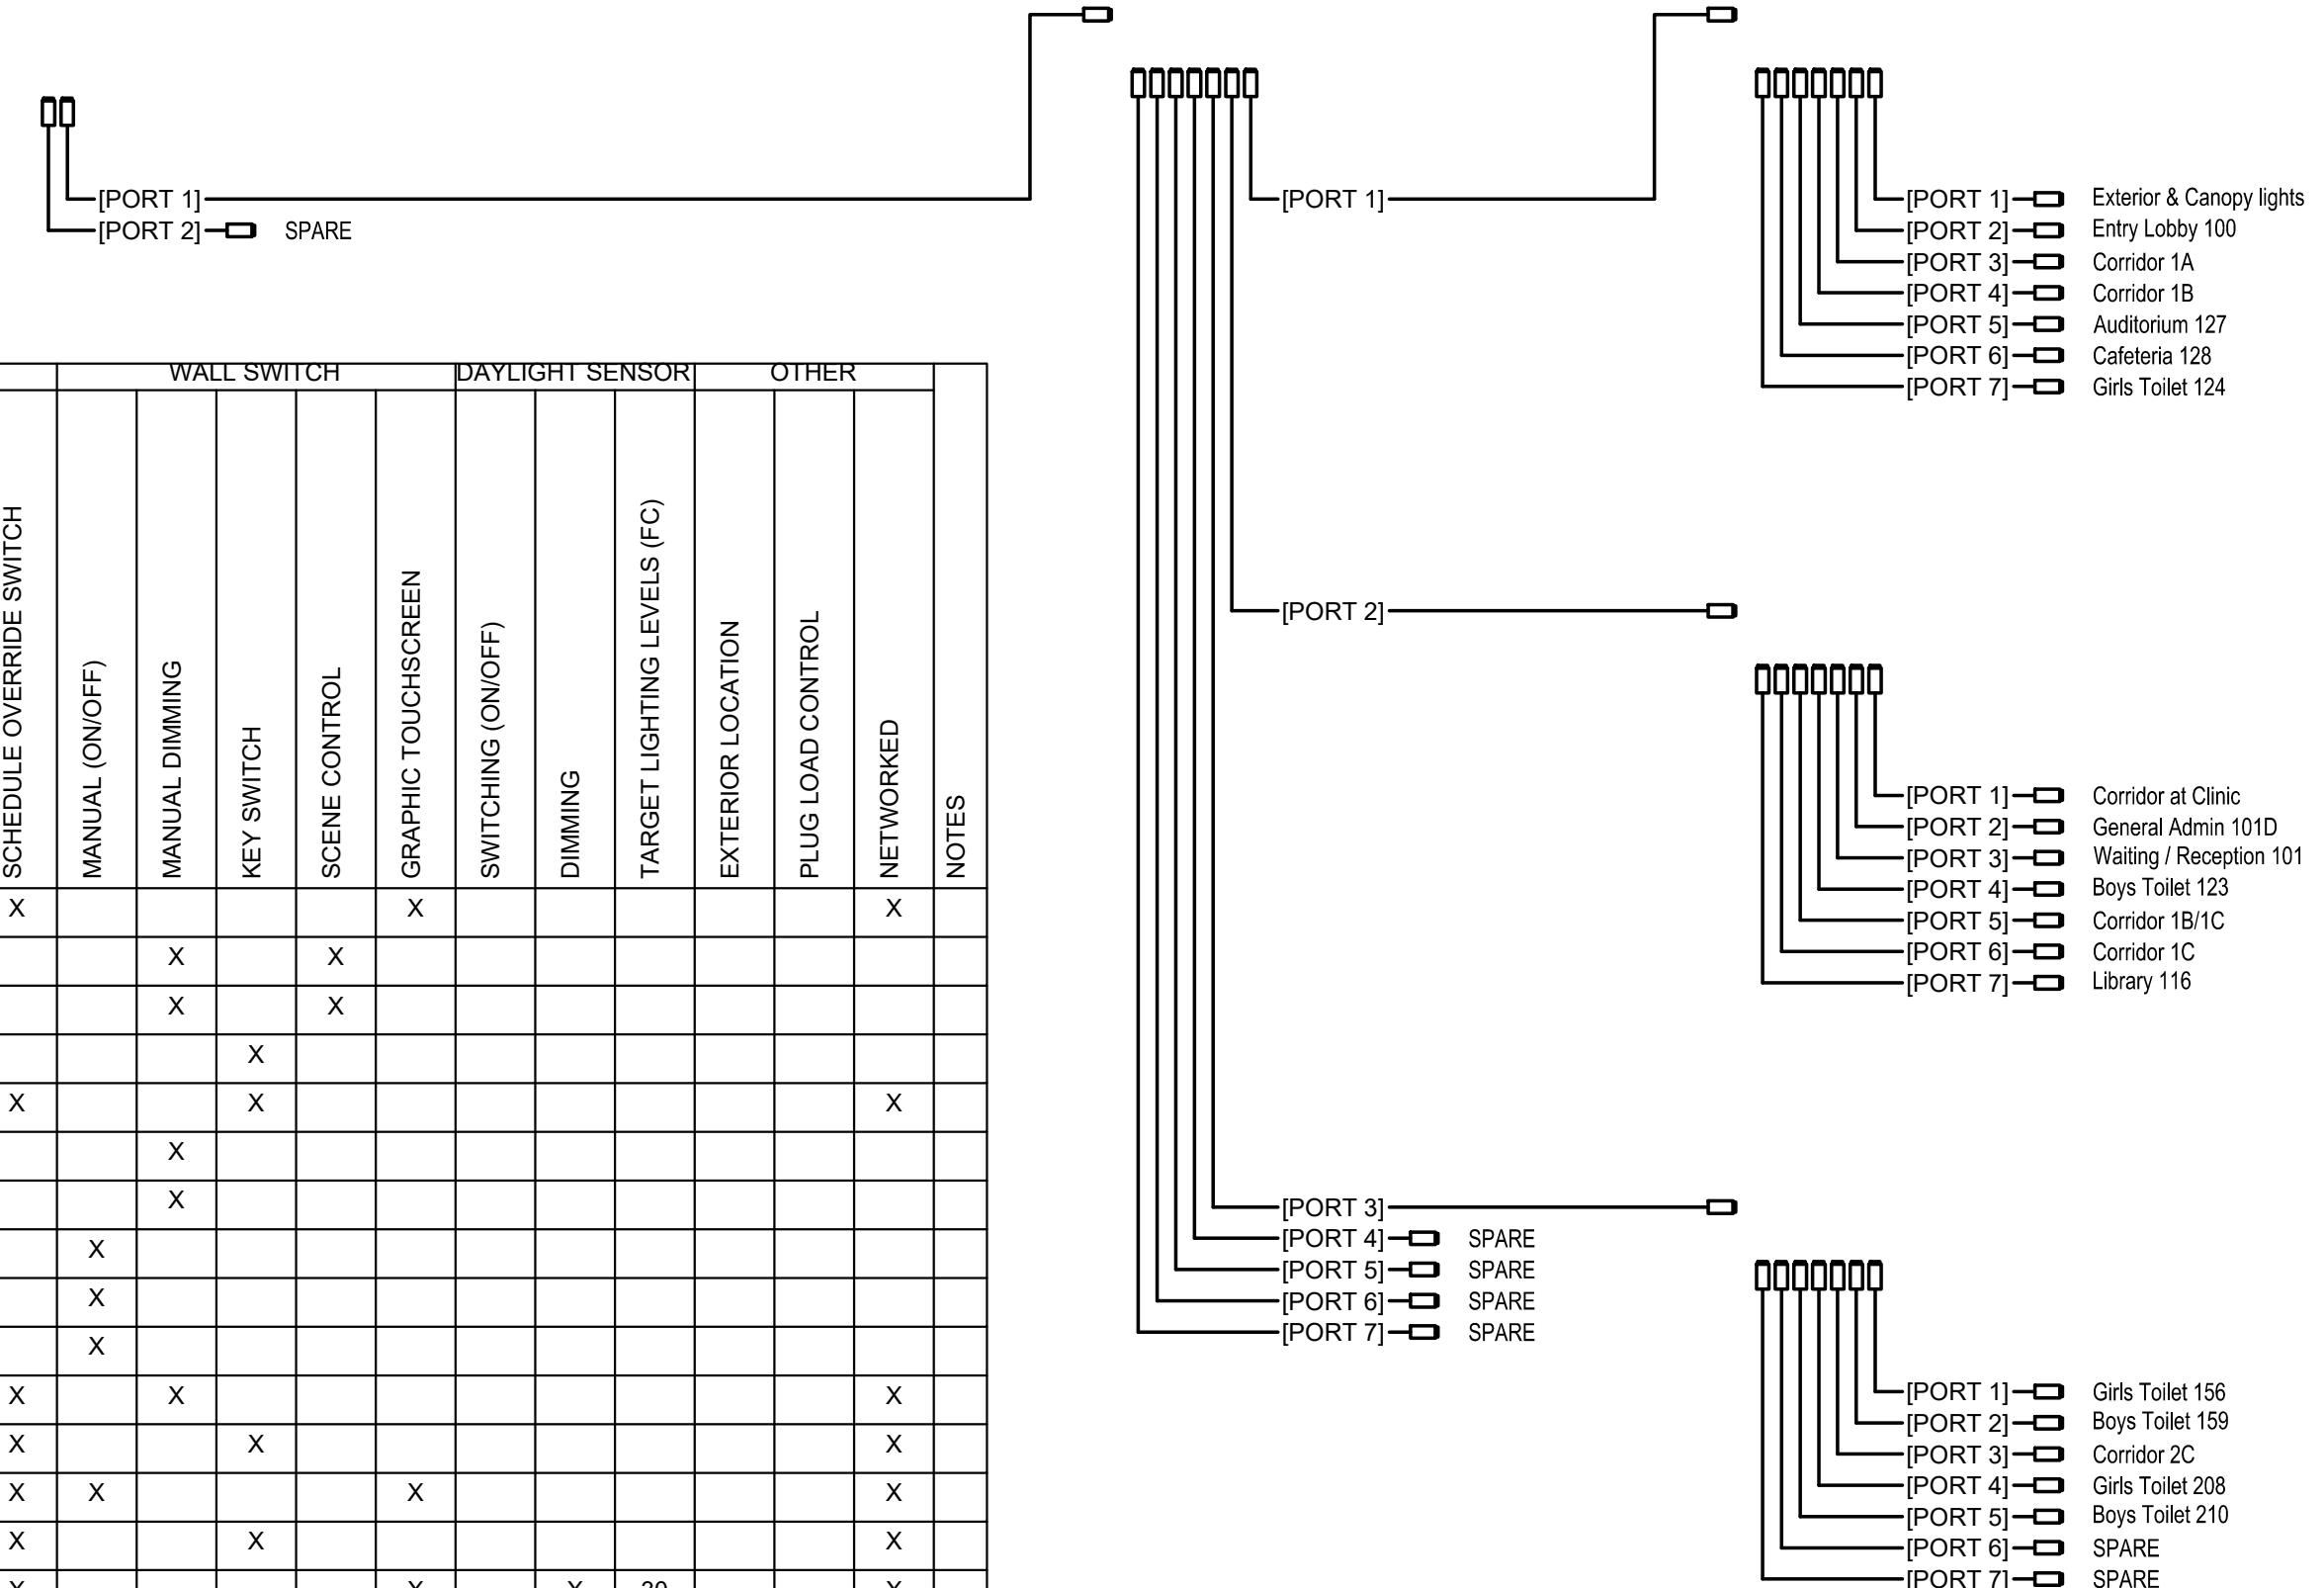 [PORT 1]
[PORT 2] SPARE
WALL SWITCH DAYLIGHT SENSOR OTHER
SCHEDULE OVERRIDE SWITCH
MANUAL (ON/OFF)
MANUAL DIMMING
KEY SWITCH
SCENE CONTROL
GRAPHIC TOUCHSCREEN
SWITCHING (ON/OFF)
DIMMING
TARGET LIGHTING LEVELS (FC)
EXTERIOR LOCATION
PLUG LOAD CONTROL
NETWORKED
NOTES
X X X
X X
X X
X
X X X
X
X
X
X
X
X X X
X X X
X X X X
X X X
X X X 30 X
[PORT 1]
[PORT 2]
[PORT 3]
[PORT 4] SPARE
[PORT 5] SPARE
[PORT 6] SPARE
[PORT 7] SPARE
[PORT 1] Exterior & Canopy lights
[PORT 2] Entry Lobby 100
[PORT 3] Corridor 1A
[PORT 4] Corridor 1B
[PORT 5] Auditorium 127
[PORT 6] Cafeteria 128
[PORT 7] Girls Toilet 124
[PORT 1] Corridor at Clinic
[PORT 2] General Admin 101D
[PORT 3] Waiting / Reception 101
[PORT 4] Boys Toilet 123
[PORT 5] Corridor 1B/1C
[PORT 6] Corridor 1C
[PORT 7] Library 116
[PORT 1] Girls Toilet 156
[PORT 2] Boys Toilet 159
[PORT 3] Corridor 2C
[PORT 4] Girls Toilet 208
[PORT 5] Boys Toilet 210
[PORT 6] SPARE
[PORT 7] SPARE